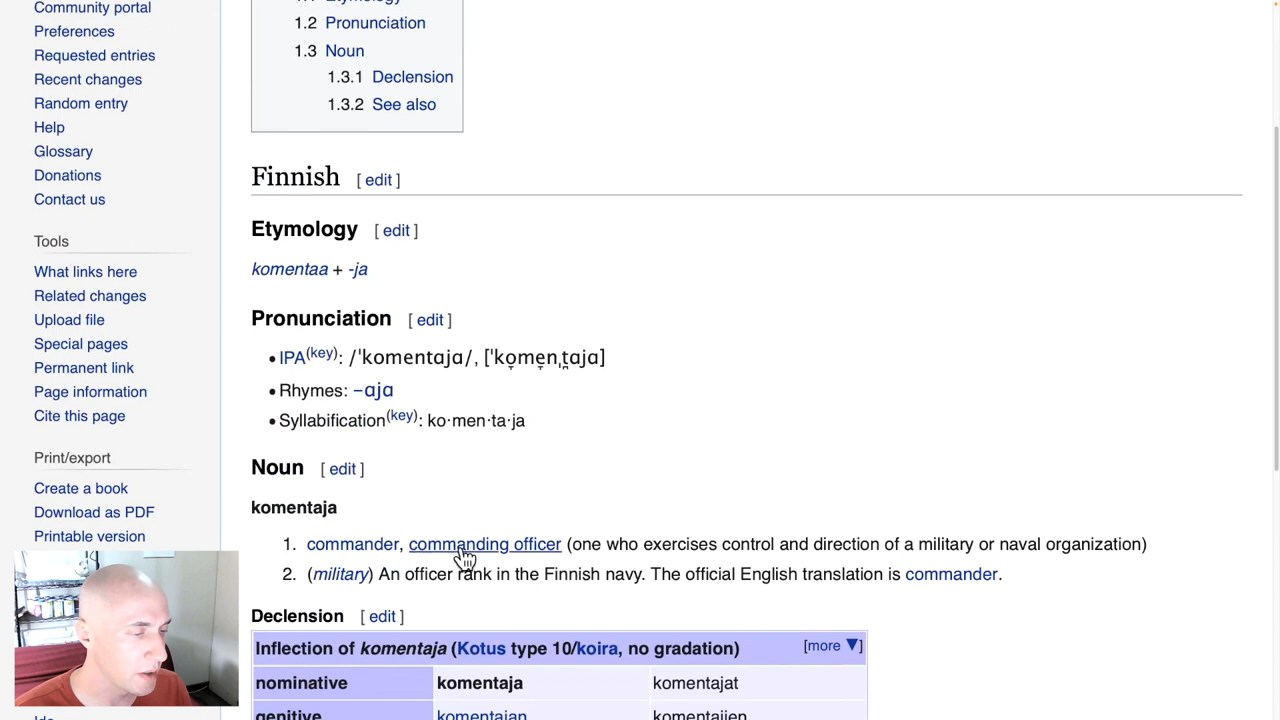 Community portal
Preferences
Requested entries
Recent changes
Random entry
Help
Glossary
Donations
Contact us
Tools
What links here
Related changes
Upload file
Special pages
Permanent link
Page information
Cite this page
Print/export
Create a book
Download as PDF
Printable version
1.2 Pronunciation
1.3 Noun
1.3.1 Declension
1.3.2 See also
Finnish [ edit ]
Etymology [ edit ]
komentaa + -ja
Pronunciation [ edit ]
• IPA(key): /ˈkomentɑjɑ/, [ˈko̞me̞nˌt̪ɑjɑ]
• Rhymes: -ɑjɑ
• Syllabification(key): ko·men·ta·ja
Noun [ edit ]
komentaja
1. commander, commanding officer (one who exercises control and direction of a military or naval organization)
2. (military) An officer rank in the Finnish navy. The official English translation is commander.
Declension [ edit ]
Inflection of komentaja (Kotus type 10/koira, no gradation) [more ▼]
nominative komentaja komentajat
genitive komentajan komentajien